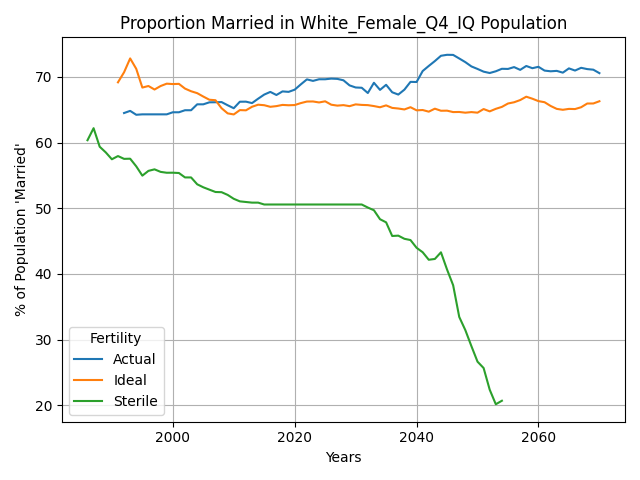 Proportion Married in White_Female_Q4_IQ Population
% of Population 'Married'
70
60
50
40
30
20
Fertility
Actual
Ideal
Sterile
2000 2020 2040 2060
Years